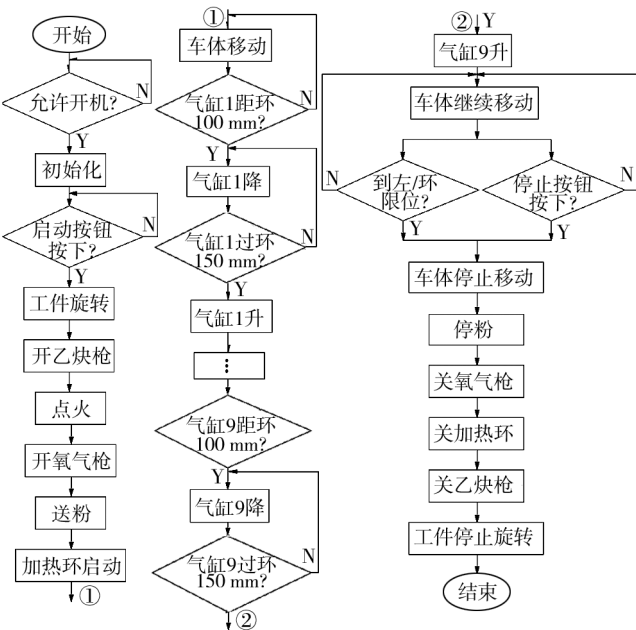 开始
允许开机?
N
Y
初始化
启动按钮
按下?
N
Y
工件旋转
开乙炔枪
点火
开氧气枪
送粉
加热环启动
①
①
车体移动
气缸1距环
100 mm?
N
Y
气缸1降
气缸1过环
150 mm?
N
Y
气缸1升
⋮
气缸9距环
100 mm?
Y
气缸9降
气缸9过环
150 mm?
N
②
②
Y
气缸9升
车体继续移动
N
到左/环
限位?
Y
停止按钮
按下?
N
Y
车体停止移动
停粉
关氧气枪
关加热环
关乙炔枪
工件停止旋转
结束